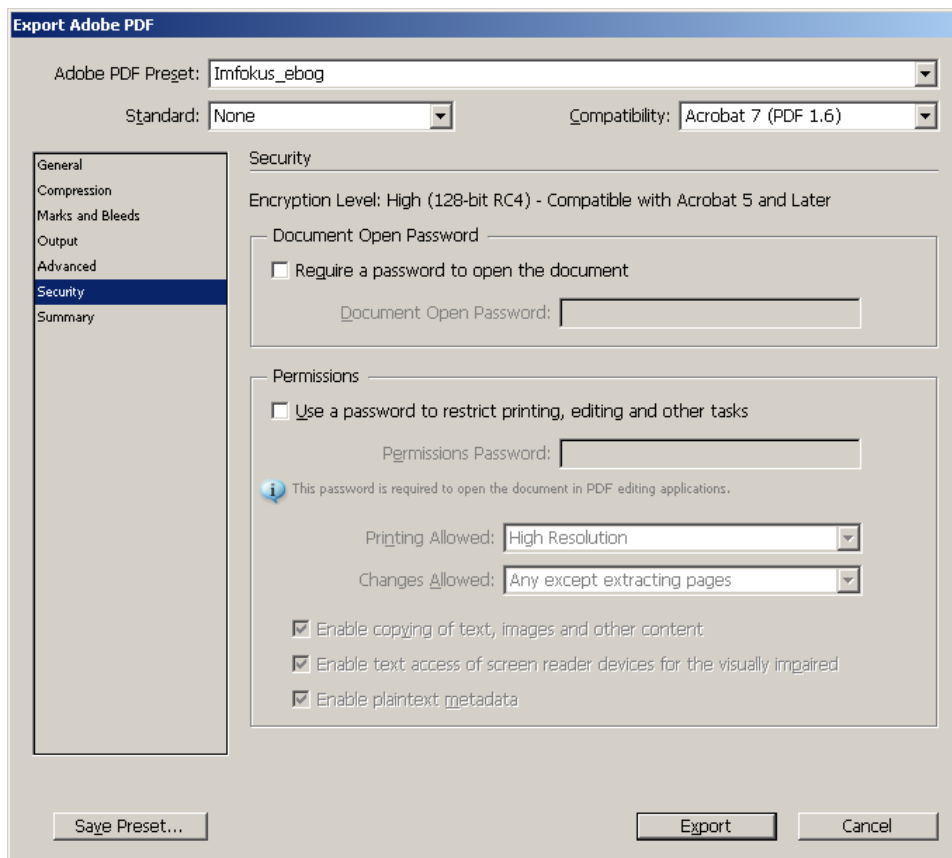 Export Adobe PDF
Adobe PDF Preset: Imfokus_ebog
Standard: None Compatibility: Acrobat 7 (PDF 1.6)
General
Compression
Marks and Bleeds
Output
Advanced
Security
Summary
Security
Encryption Level: High (128-bit RC4) - Compatible with Acrobat 5 and Later
Document Open Password
Require a password to open the document
Document Open Password:
Permissions
Use a password to restrict printing, editing and other tasks
Permissions Password:
This password is required to open the document in PDF editing applications.
Printing Allowed: High Resolution
Changes Allowed: Any except extracting pages
Enable copying of text, images and other content
Enable text access of screen reader devices for the visually impaired
Enable plaintext metadata
Save Preset... Export Cancel